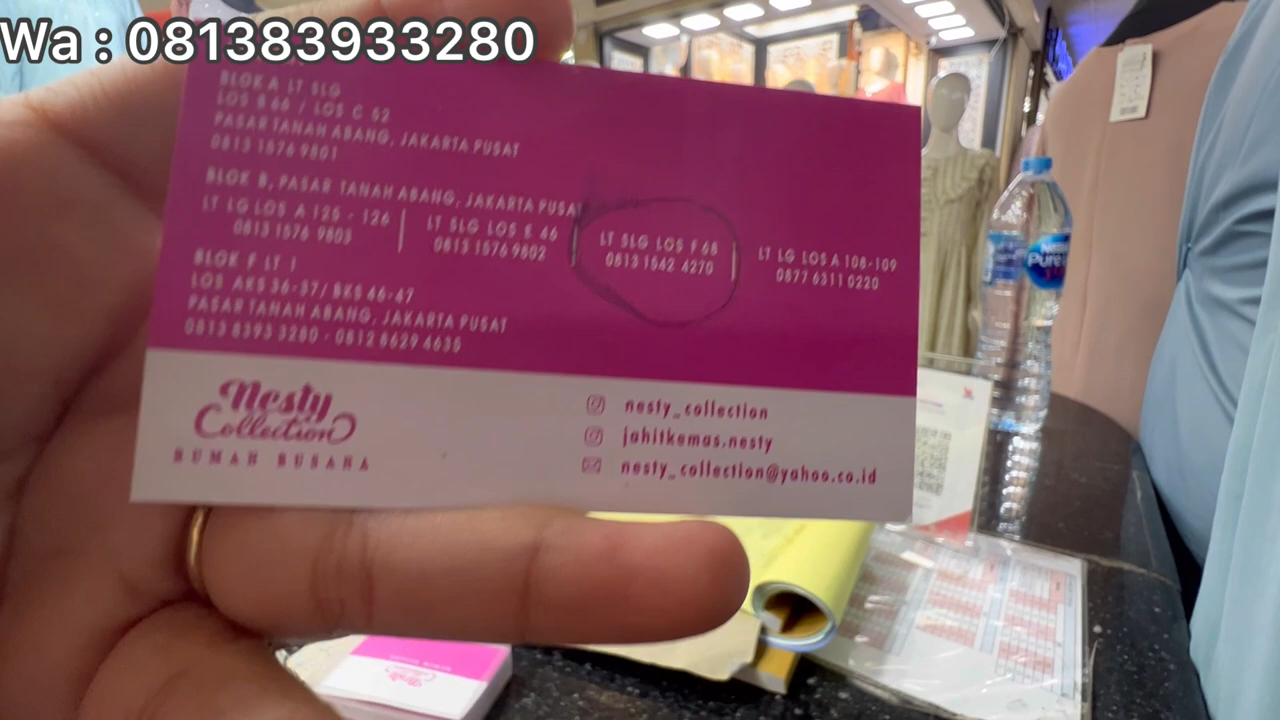 Wa : 081383933280
BLOK A LT SLG
LOS B 66 / LOS C 52
PASAR TANAH ABANG, JAKARTA PUSAT
0813 1576 9801
BLOK B, PASAR TANAH ABANG, JAKARTA PUSAT
LT LG LOS A 125 - 126
0813 1576 9803
LT SLG LOS E 46
0813 1576 9802
LT SLG LOS F 68
0813 1542 4270
LT LG LOS A 108-109
0877 6311 0220
BLOK F LT 1
LOS AKS 36-37/ BKS 46-47
PASAR TANAH ABANG, JAKARTA PUSAT
0813 8393 3280 - 0812 8629 4635
Nesty
Collection
RUMAH BUSANA
nesty_collection
jahitkemas.nesty
nesty_collection@yahoo.co.id
Nestlé
Pure
Nesty
Collection